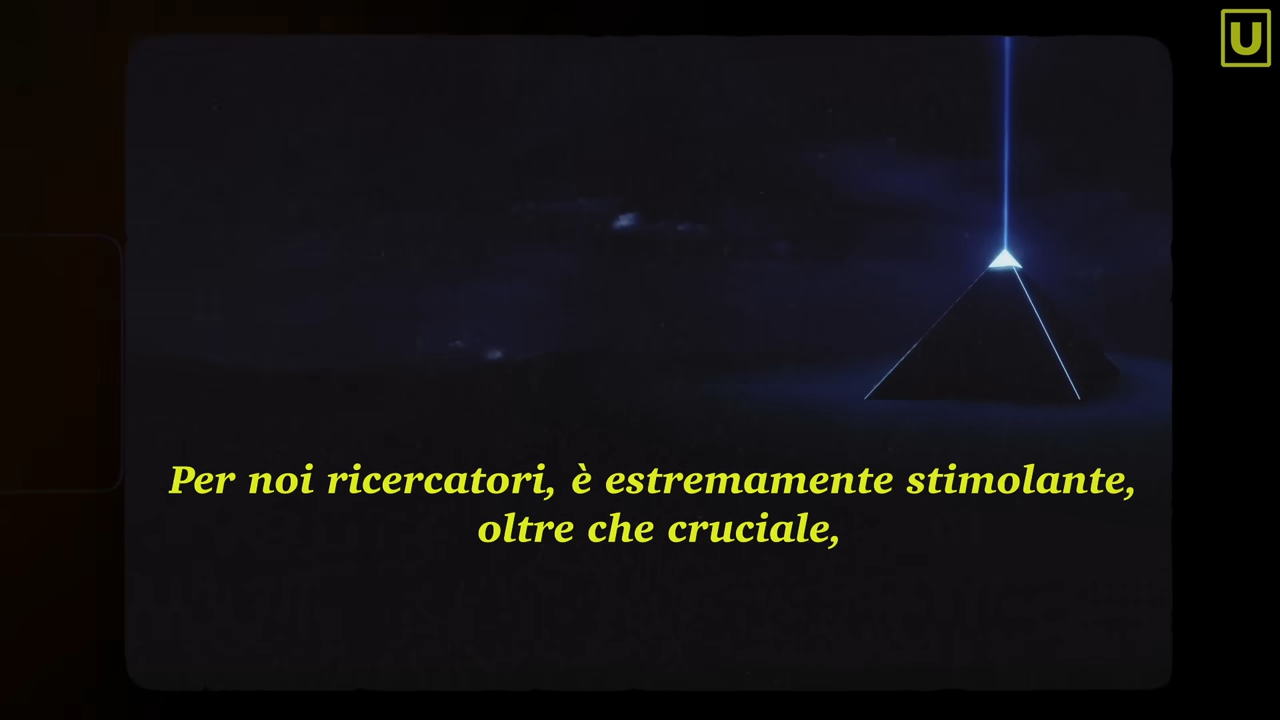 U
Per noi ricercatori, è estremamente stimolante,
oltre che cruciale,